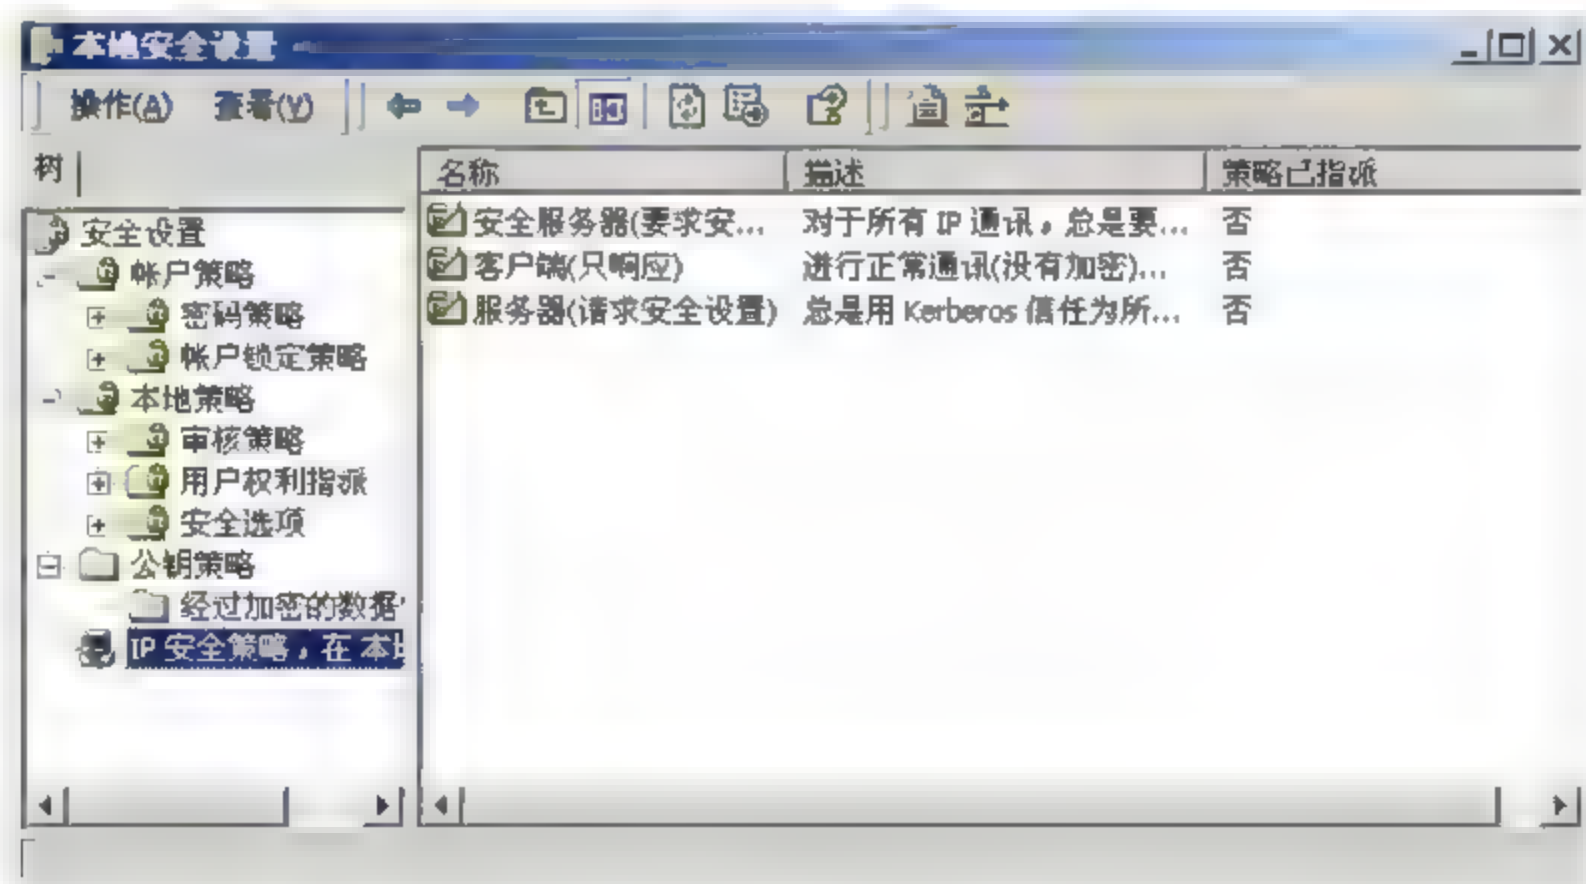 本地安全设置
操作(A) 查看(V)
树
名称 描述 策略已指派
安全设置
帐户策略
密码策略
帐户锁定策略
本地策略
审核策略
用户权利指派
安全选项
公钥策略
经过加密的数据
IP 安全策略，在 本地
安全服务器(要求安... 对于所有 IP 通讯，总是要... 否
客户端(只响应) 进行正常通讯(没有加密)... 否
服务器(请求安全设置) 总是用 Kerberos 信任为所... 否